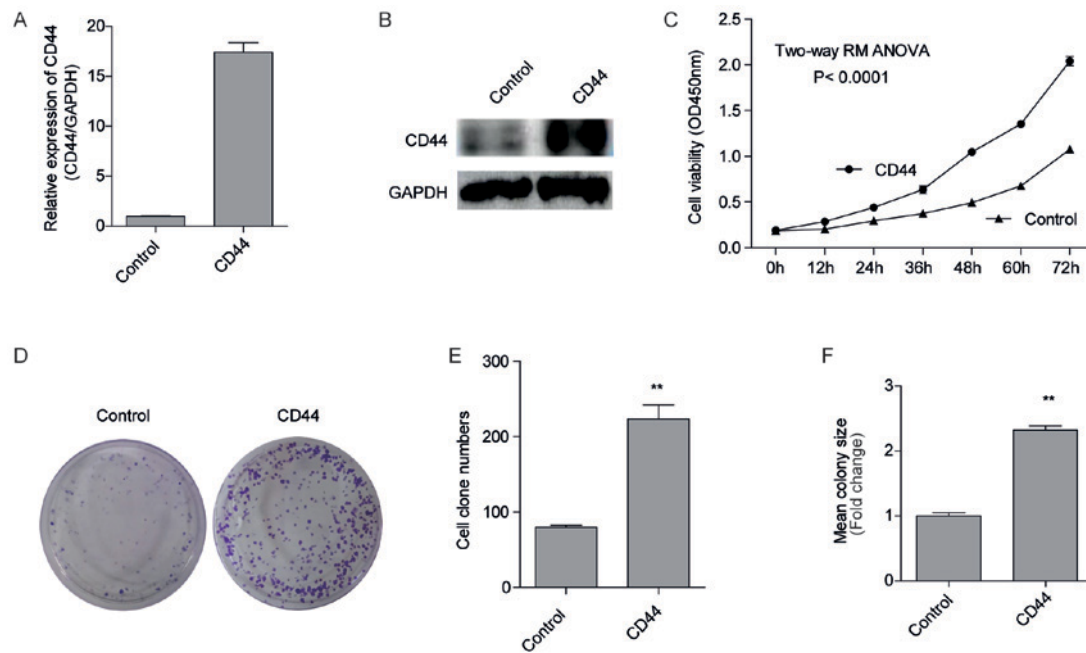 A
Relative expression of CD44
(CD44/GAPDH)
20
15
10
5
0
Control
CD44
B
Control
CD44
CD44
GAPDH
C
Two-way RM ANOVA
P< 0.0001
Cell viability (OD450nm)
2.5
2.0
1.5
1.0
0.5
0.0
CD44
Control
0h 12h 24h 36h 48h 60h 72h
D
Control
CD44
E
Cell clone numbers
300
200
100
0
**
Control
CD44
F
Mean colony size
(Fold change)
3
2
1
0
**
Control
CD44